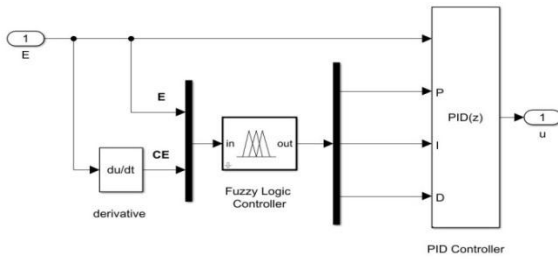 1
E
E
CE
du/dt
derivative
in
out
Fuzzy Logic
Controller
P
I
D
PID(z)
PID Controller
1
u